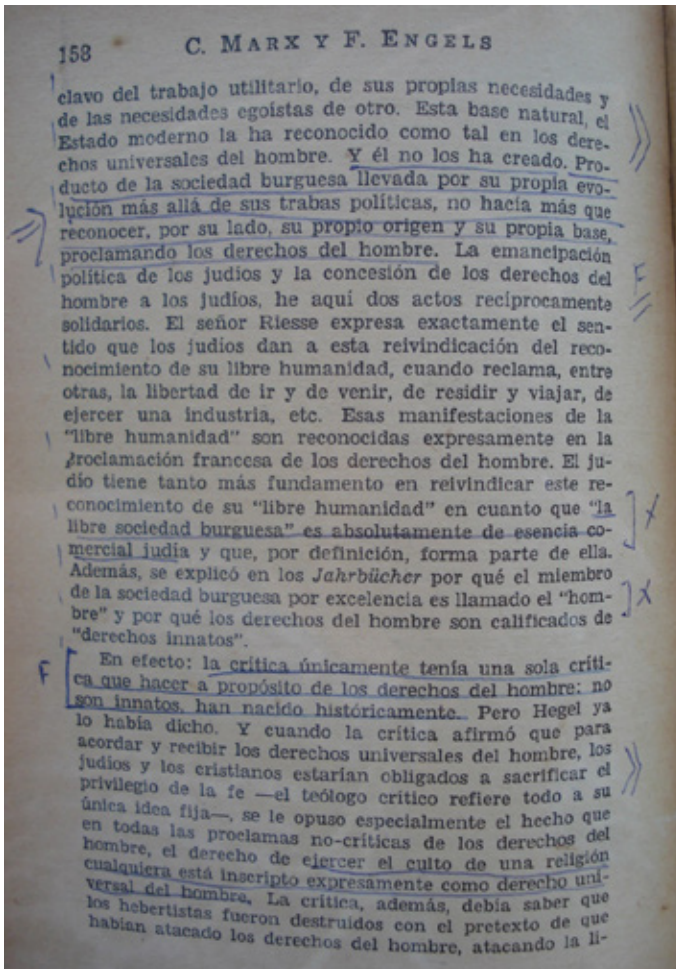 158
C. MARX Y F. ENGELS
clavo del trabajo utilitario, de sus propias necesidades y
de las necesidades egoístas de otro. Esta base natural, el
Estado moderno la ha reconocido como tal en los dere-
chos universales del hombre. Y él no los ha creado. Pro-
ducto de la sociedad burguesa llevada por su propia evo-
lución más allá de sus trabas políticas, no hacía más que
reconocer, por su lado, su propio origen y su propia base,
proclamando los derechos del hombre. La emancipación
política de los judíos y la concesión de los derechos del
F
hombre a los judíos, he aquí dos actos recíprocamente
solidarios. El señor Riesse expresa exactamente el sen-
tido que los judíos dan a esta reivindicación del reco-
nocimiento de su libre humanidad, cuando reclama, entre
otras, la libertad de ir y de venir, de residir y viajar, de
ejercer una industria, etc. Esas manifestaciones de la
"libre humanidad" son reconocidas expresamente en la
proclamación francesa de los derechos del hombre. El ju-
dío tiene tanto más fundamento en reivindicar este re-
conocimiento de su "libre humanidad" en cuanto que "la
libre sociedad burguesa" es absolutamente de esencia co-
X
mercial judía y que, por definición, forma parte de ella.
Además, se explicó en los Jahrbücher por qué el miembro
de la sociedad burguesa por excelencia es llamado el "hom-
X
bre" y por qué los derechos del hombre son calificados de
"derechos innatos".
F
En efecto: la crítica únicamente tenía una sola críti-
ca que hacer a propósito de los derechos del hombre: no
son innatos, han nacido históricamente. Pero Hegel ya
lo había dicho. Y cuando la crítica afirmó que para
acordar y recibir los derechos universales del hombre, los
judíos y los cristianos estarían obligados a sacrificar el
privilegio de la fe —el teólogo crítico refiere todo a su
única idea fija—, se le opuso especialmente el hecho que
en todas las proclamas no-críticas de los derechos del
hombre, el derecho de ejercer el culto de una religión
cualquiera está inscripto expresamente como derecho uni-
versal del hombre. La crítica, además, debía saber que
los hebertistas fueron destruídos con el pretexto de que
habían atacado los derechos del hombre, atacando la li-